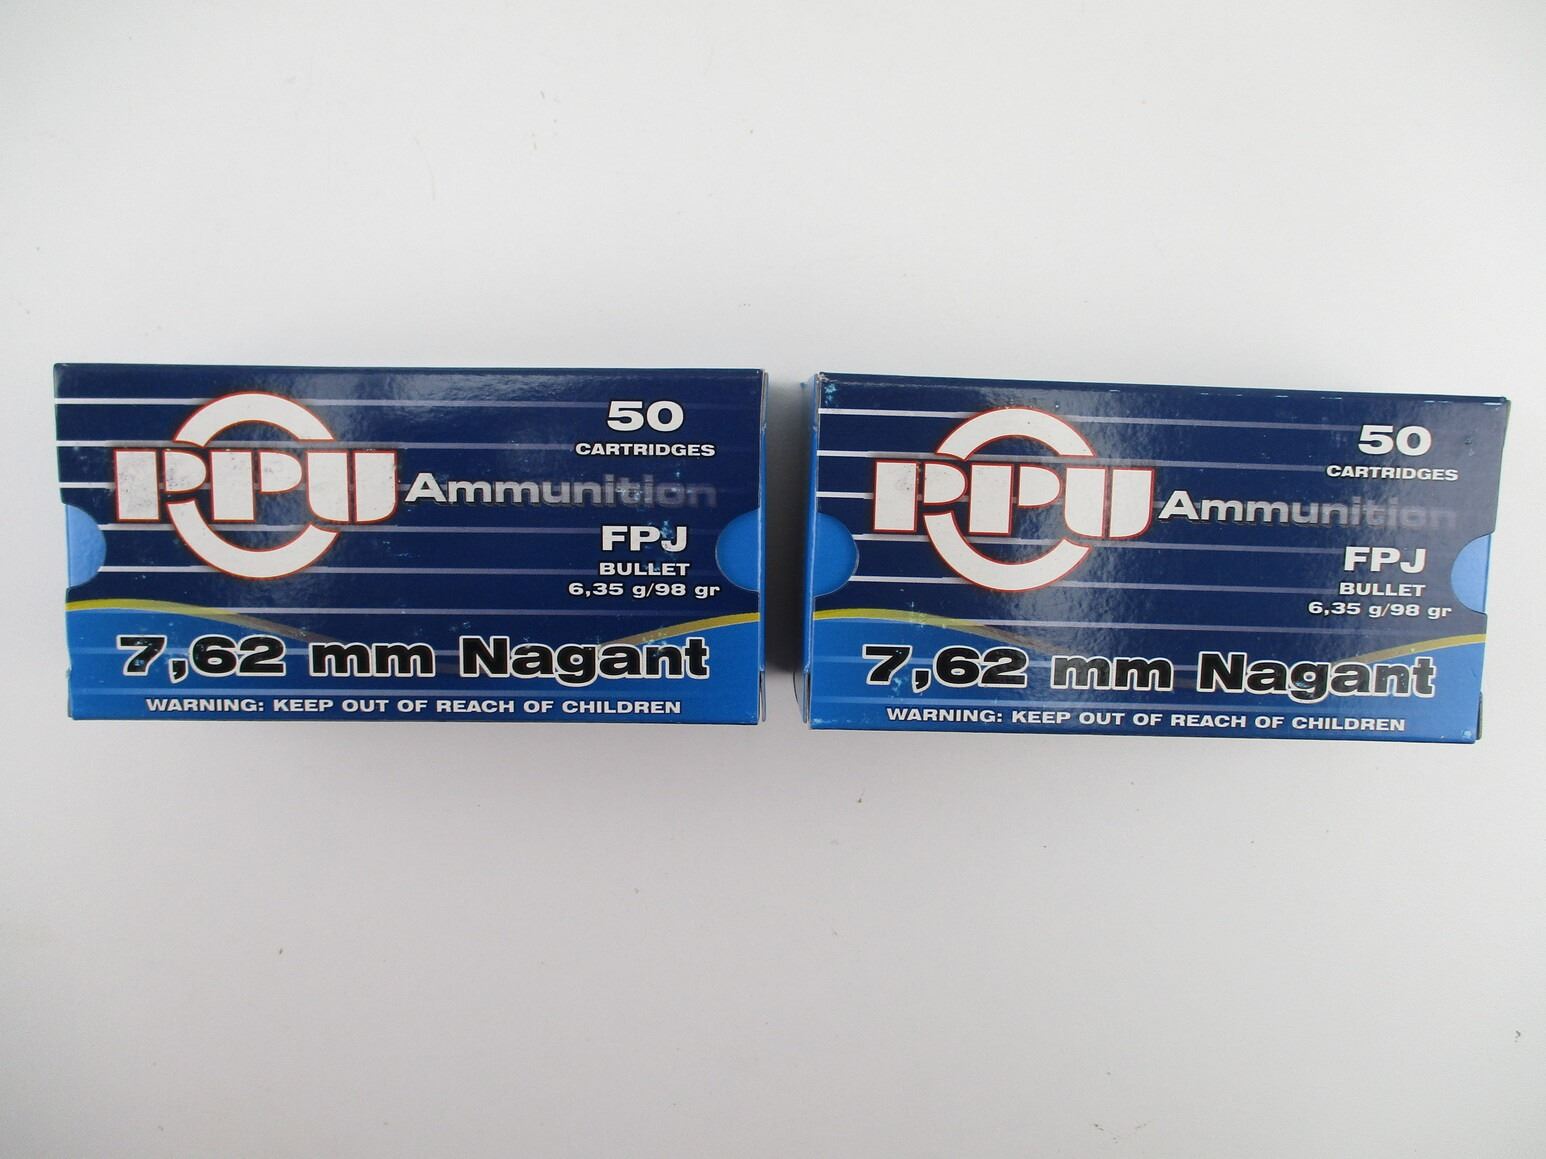 50
CARTRIDGES
PPU Ammunition
FPJ
BULLET
6,35 g/98 gr
7,62 mm Nagant
WARNING: KEEP OUT OF REACH OF CHILDREN
50
CARTRIDGES
PPU Ammunition
FPJ
BULLET
6,35 g/98 gr
7,62 mm Nagant
WARNING: KEEP OUT OF REACH OF CHILDREN